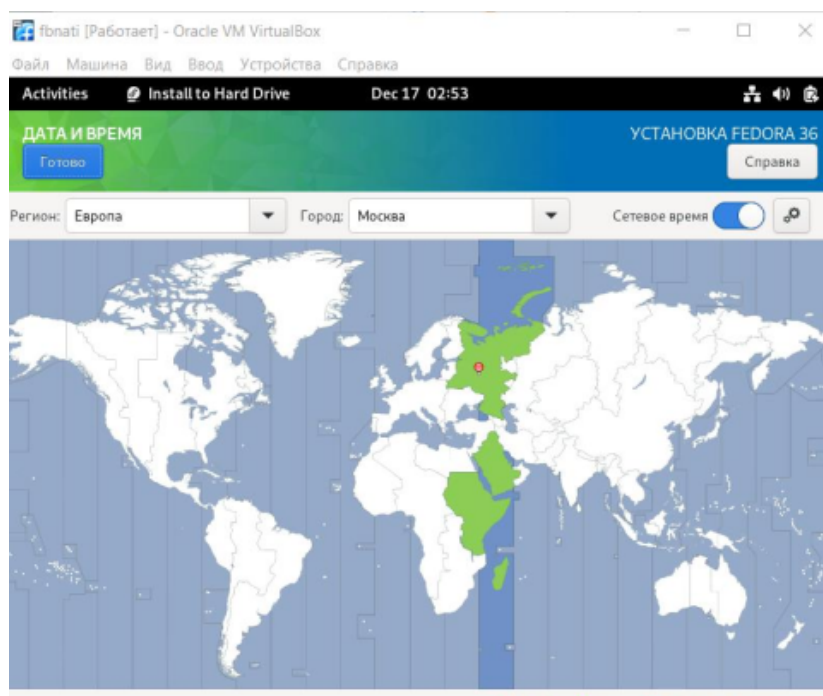 fbnati [Работает] - Oracle VM VirtualBox
Файл Машина Вид Ввод Устройства Справка
Activities Install to Hard Drive Dec 17 02:53
ДАТА И ВРЕМЯ УСТАНОВКА FEDORA 36
Готово Справка
Регион: Европа Город: Москва Сетевое время